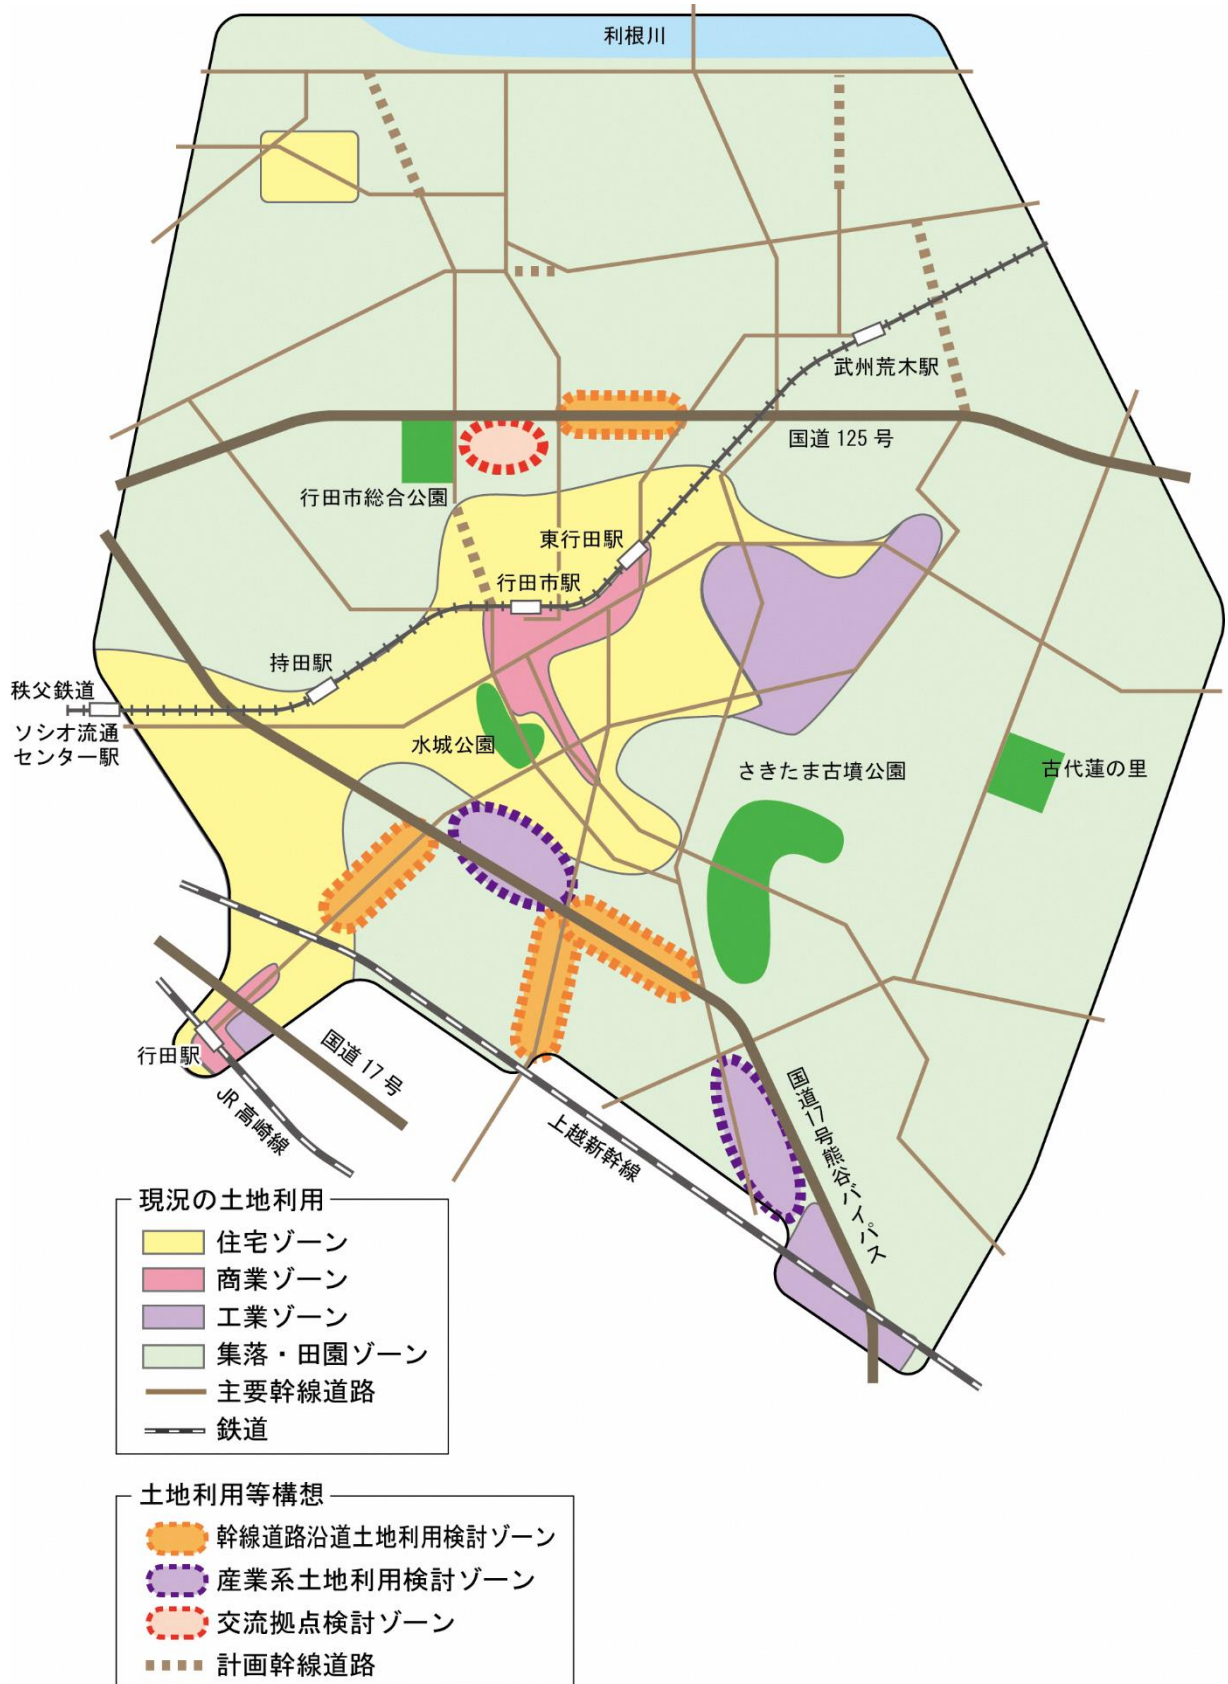 利根川
武州荒木駅
国道 125 号
行田市総合公園
東行田駅
行田市駅
持田駅
秩父鉄道
ソシオ流通
センター駅
水城公園
さきたま古墳公園
古代蓮の里
行田駅
国道 17 号
JR 高崎線
上越新幹線
国道17号熊谷バイパス
現況の土地利用
住宅ゾーン
商業ゾーン
工業ゾーン
集落・田園ゾーン
主要幹線道路
鉄道
土地利用等構想
幹線道路沿道土地利用検討ゾーン
産業系土地利用検討ゾーン
交流拠点検討ゾーン
計画幹線道路